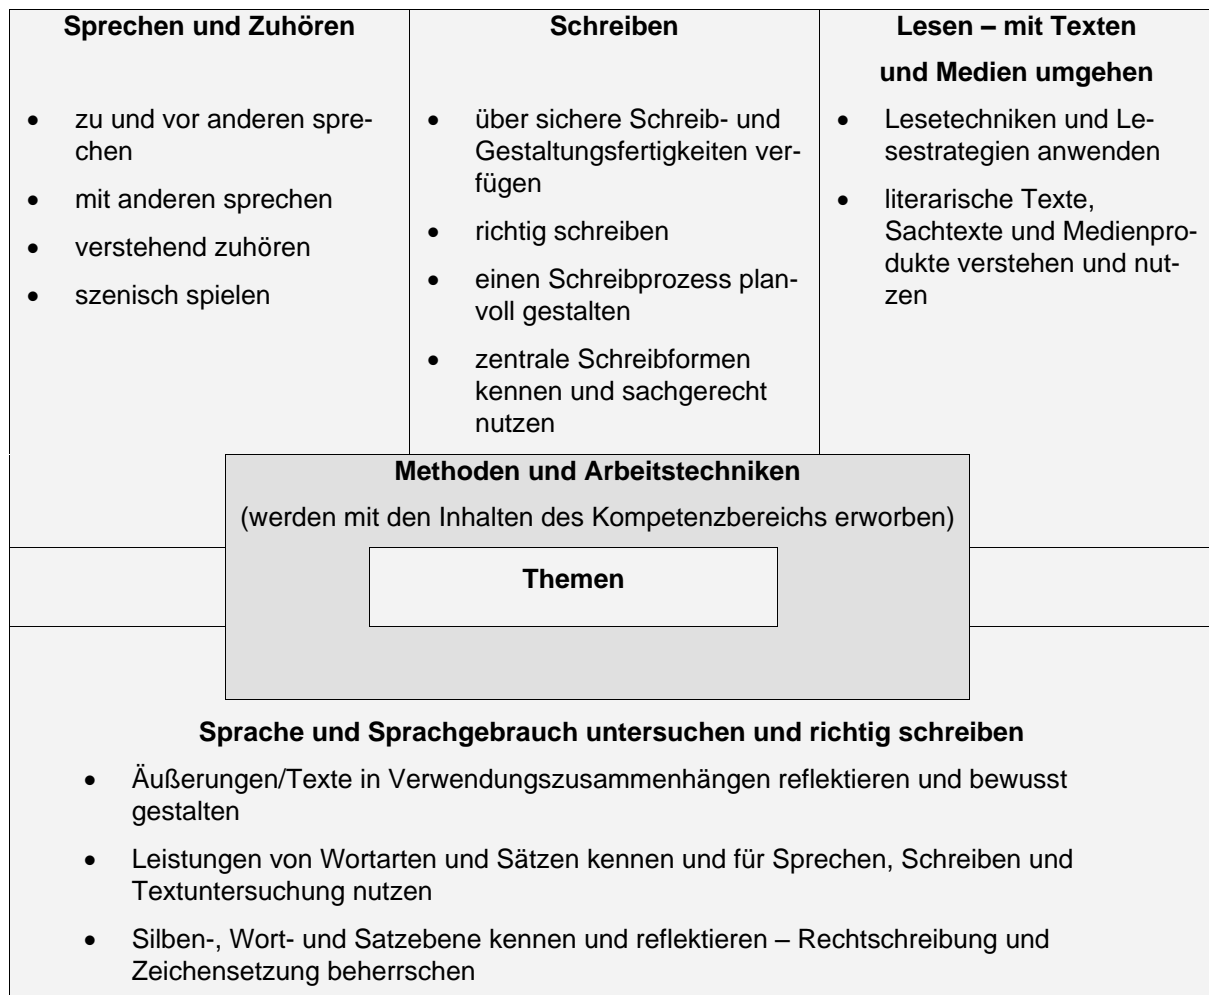 Sprechen und Zuhören
• zu und vor anderen spre-
chen
• mit anderen sprechen
• verstehend zuhören
• szenisch spielen
Schreiben
• über sichere Schreib- und
Gestaltungsfertigkeiten ver-
fügen
• richtig schreiben
• einen Schreibprozess plan-
voll gestalten
• zentrale Schreibformen
kennen und sachgerecht
nutzen
Lesen – mit Texten
und Medien umgehen
• Lesetechniken und Le-
sestrategien anwenden
• literarische Texte,
Sachtexte und Medienpro-
dukte verstehen und nut-
zen
Methoden und Arbeitstechniken
(werden mit den Inhalten des Kompetenzbereichs erworben)
Themen
Sprache und Sprachgebrauch untersuchen und richtig schreiben
• Äußerungen/Texte in Verwendungszusammenhängen reflektieren und bewusst
gestalten
• Leistungen von Wortarten und Sätzen kennen und für Sprechen, Schreiben und
Textuntersuchung nutzen
• Silben-, Wort- und Satzebene kennen und reflektieren – Rechtschreibung und
Zeichensetzung beherrschen